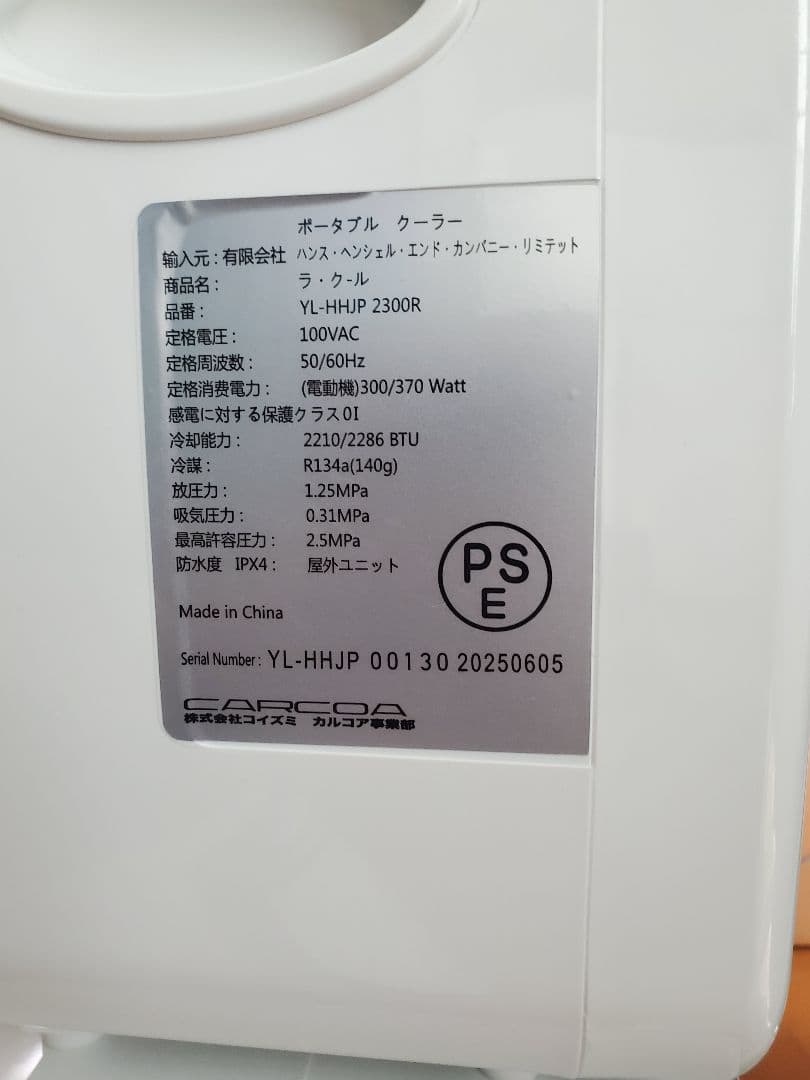 ポータブル クーラー
輸入元：有限会社 ハンス・ヘンシェル・エンド・カンバニー・リミテット
商品名： ラ・クール
品番： YL-HHJP 2300R
定格電圧： 100VAC
定格周波数： 50/60Hz
定格消费電力： (電動機)300/370 Watt
感電に対する保護クラス0I
冷却能力： 2210/2286 BTU
冷謀： R134a(140g)
放圧力： 1.25MPa
吸気圧力： 0.31MPa
最高許容圧力： 2.5MPa
防水度 IPX4： 屋外ユニット
PS
E
Made in China
Serial Number: YL-HHJP 00130 20250605
CARCOA
株式会社コイズミ カルコア事業部